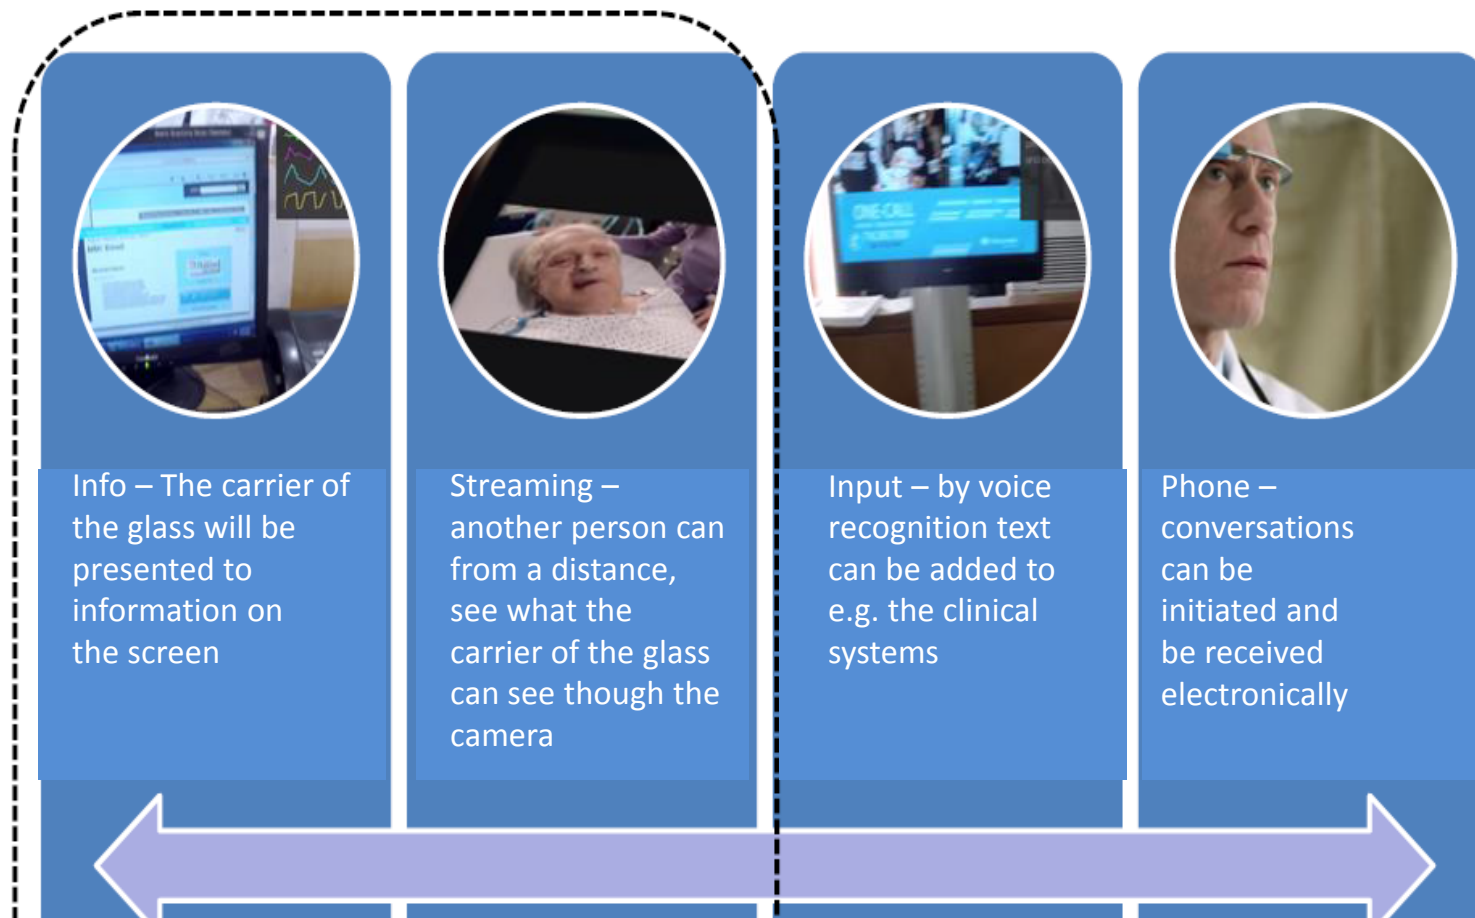 ONE-CALL
Info – The carrier of
the glass will be
presented to
information on
the screen
Streaming –
another person can
from a distance,
see what the
carrier of the glass
can see though the
camera
Input – by voice
recognition text
can be added to
e.g. the clinical
systems
Phone –
conversations
can be
initiated and
be received
electronically